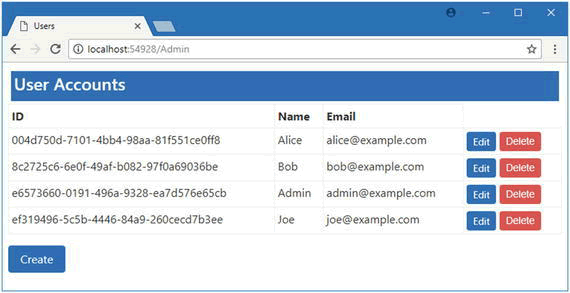 Users
localhost:54928/Admin
User Accounts
ID Name Email
004d750d-7101-4bb4-98aa-81f551ce0ff8 Alice alice@example.com Edit Delete
8c2725c6-6e0f-49af-b082-97f0a69036be Bob bob@example.com Edit Delete
e6573660-0191-496a-9328-ea7d576e65cb Admin admin@example.com Edit Delete
ef319496-5c5b-4446-84a9-260cecd7b3ee Joe joe@example.com Edit Delete
Create